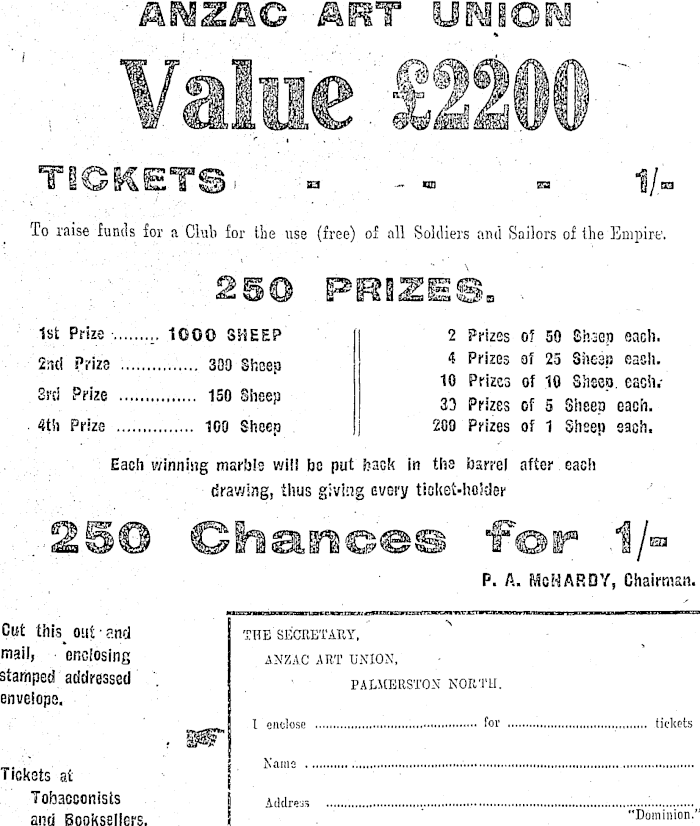 ANZAC ART UNION
Value £2200
TICKETS - - - 1/-
To raise funds for a Club for the use (free) of all Soldiers and Sailors of the Empire.
250 PRIZES.
1st Prize ......... 1000 SHEEP
2nd Prize ............... 300 Sheep
3rd Prize ............... 150 Sheep
4th Prize ............... 100 Sheep
2 Prizes of 50 Sheep each.
4 Prizes of 25 Sheep each.
10 Prizes of 10 Sheep each.
30 Prizes of 5 Sheep each.
200 Prizes of 1 Sheep each.
Each winning marble will be put back in the barrel after each
drawing, thus giving every ticket-holder
250 Chances for 1/-
P. A. McHARDY, Chairman.
Cut this out and
mail, enclosing
stamped addressed
envelope.
Tickets at
Tobacconists
and Booksellers.
THE SECRETARY,
ANZAC ART UNION,
PALMERSTON NORTH.
I enclose ........................ for ........................ tickets
Name ........................
Address ........................
"Dominion."